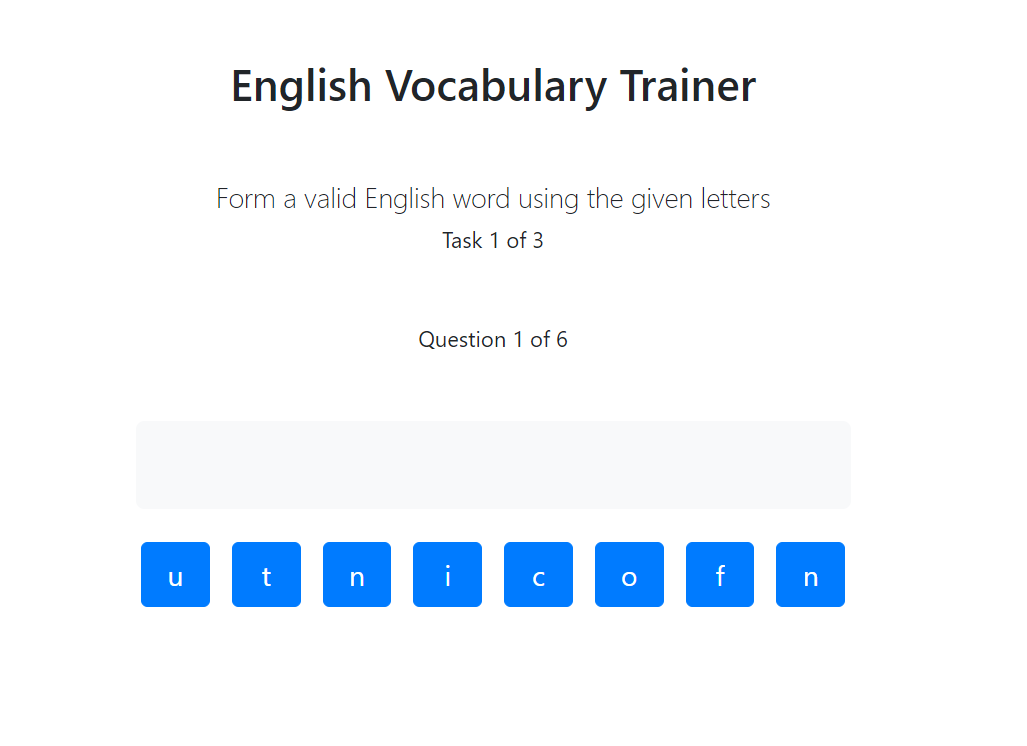 English Vocabulary Trainer
Form a valid English word using the given letters
Task 1 of 3
Question 1 of 6
u t n i c o f n